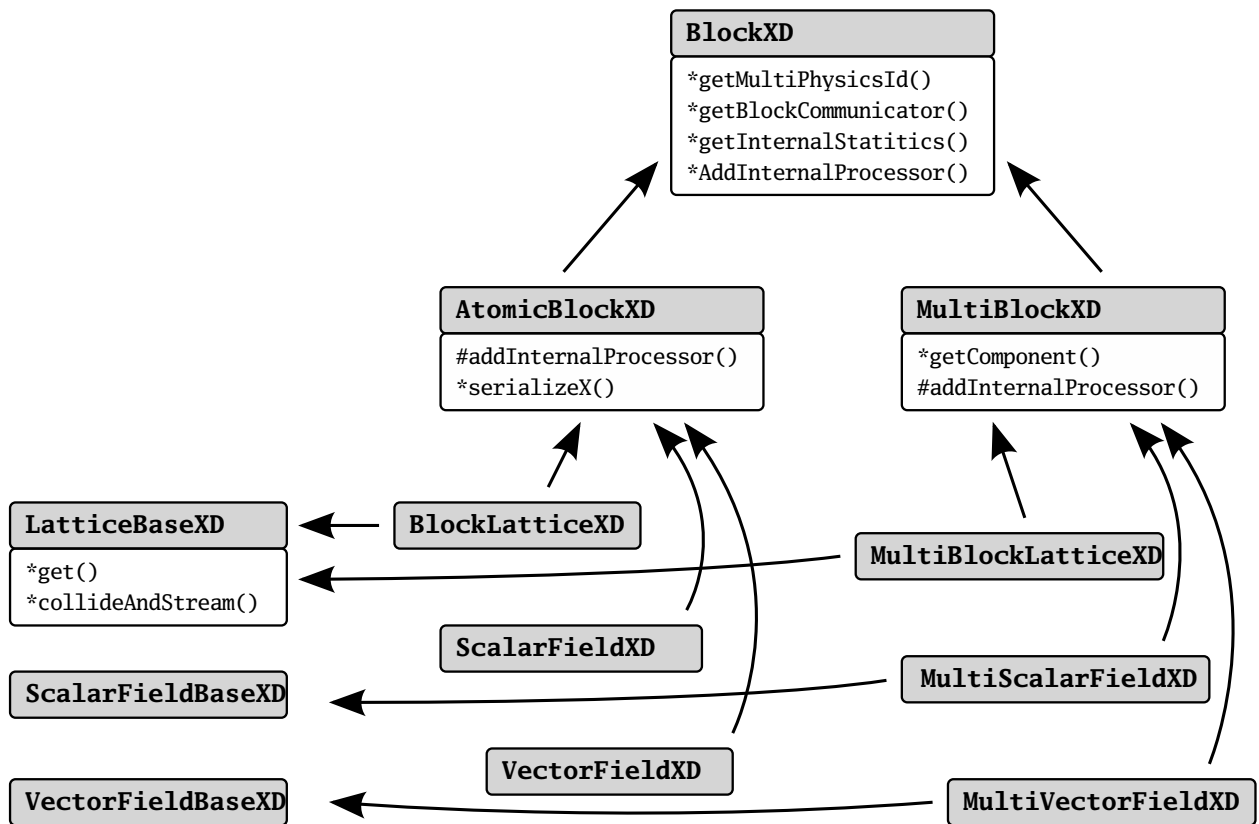 BlockXD
*getMultiPhysicsId()
*getBlockCommunicator()
*getInternalStatitics()
*AddInternalProcessor()
AtomicBlockXD
#addInternalProcessor()
*serializeX()
MultiBlockXD
*getComponent()
#addInternalProcessor()
LatticeBaseXD
*get()
*collideAndStream()
BlockLatticeXD
MultiBlockLatticeXD
ScalarFieldXD
ScalarFieldBaseXD
MultiScalarFieldXD
VectorFieldXD
VectorFieldBaseXD
MultiVectorFieldXD